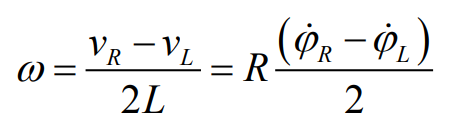 ω = (v_R − v_L) / 2L = R (φ̇_R − φ̇_L) / 2